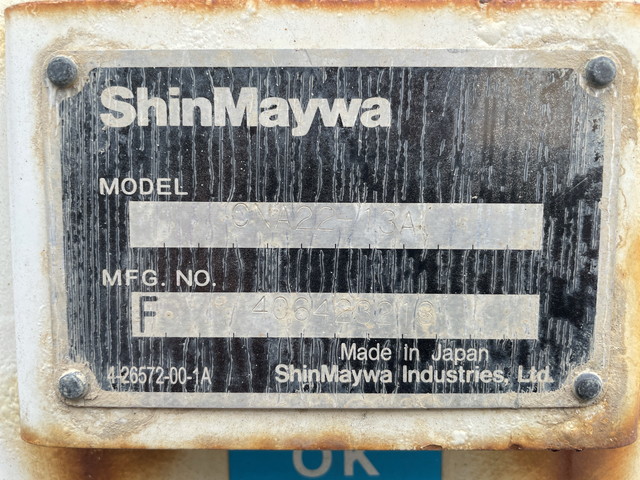 ShinMaywa
MODEL
MFG. NO.
F
Made in Japan
4-26572-00-1A
ShinMaywa Industries, Ltd.
OK